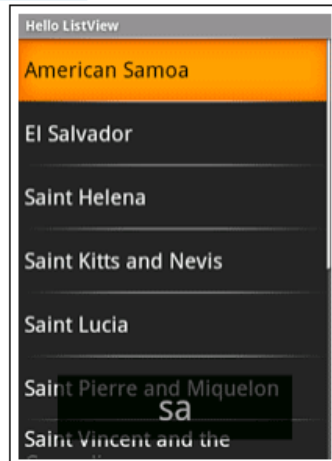 Hello ListView
American Samoa
El Salvador
Saint Helena
Saint Kitts and Nevis
Saint Lucia
Saint Pierre and Miquelon
sa
Saint Vincent and the